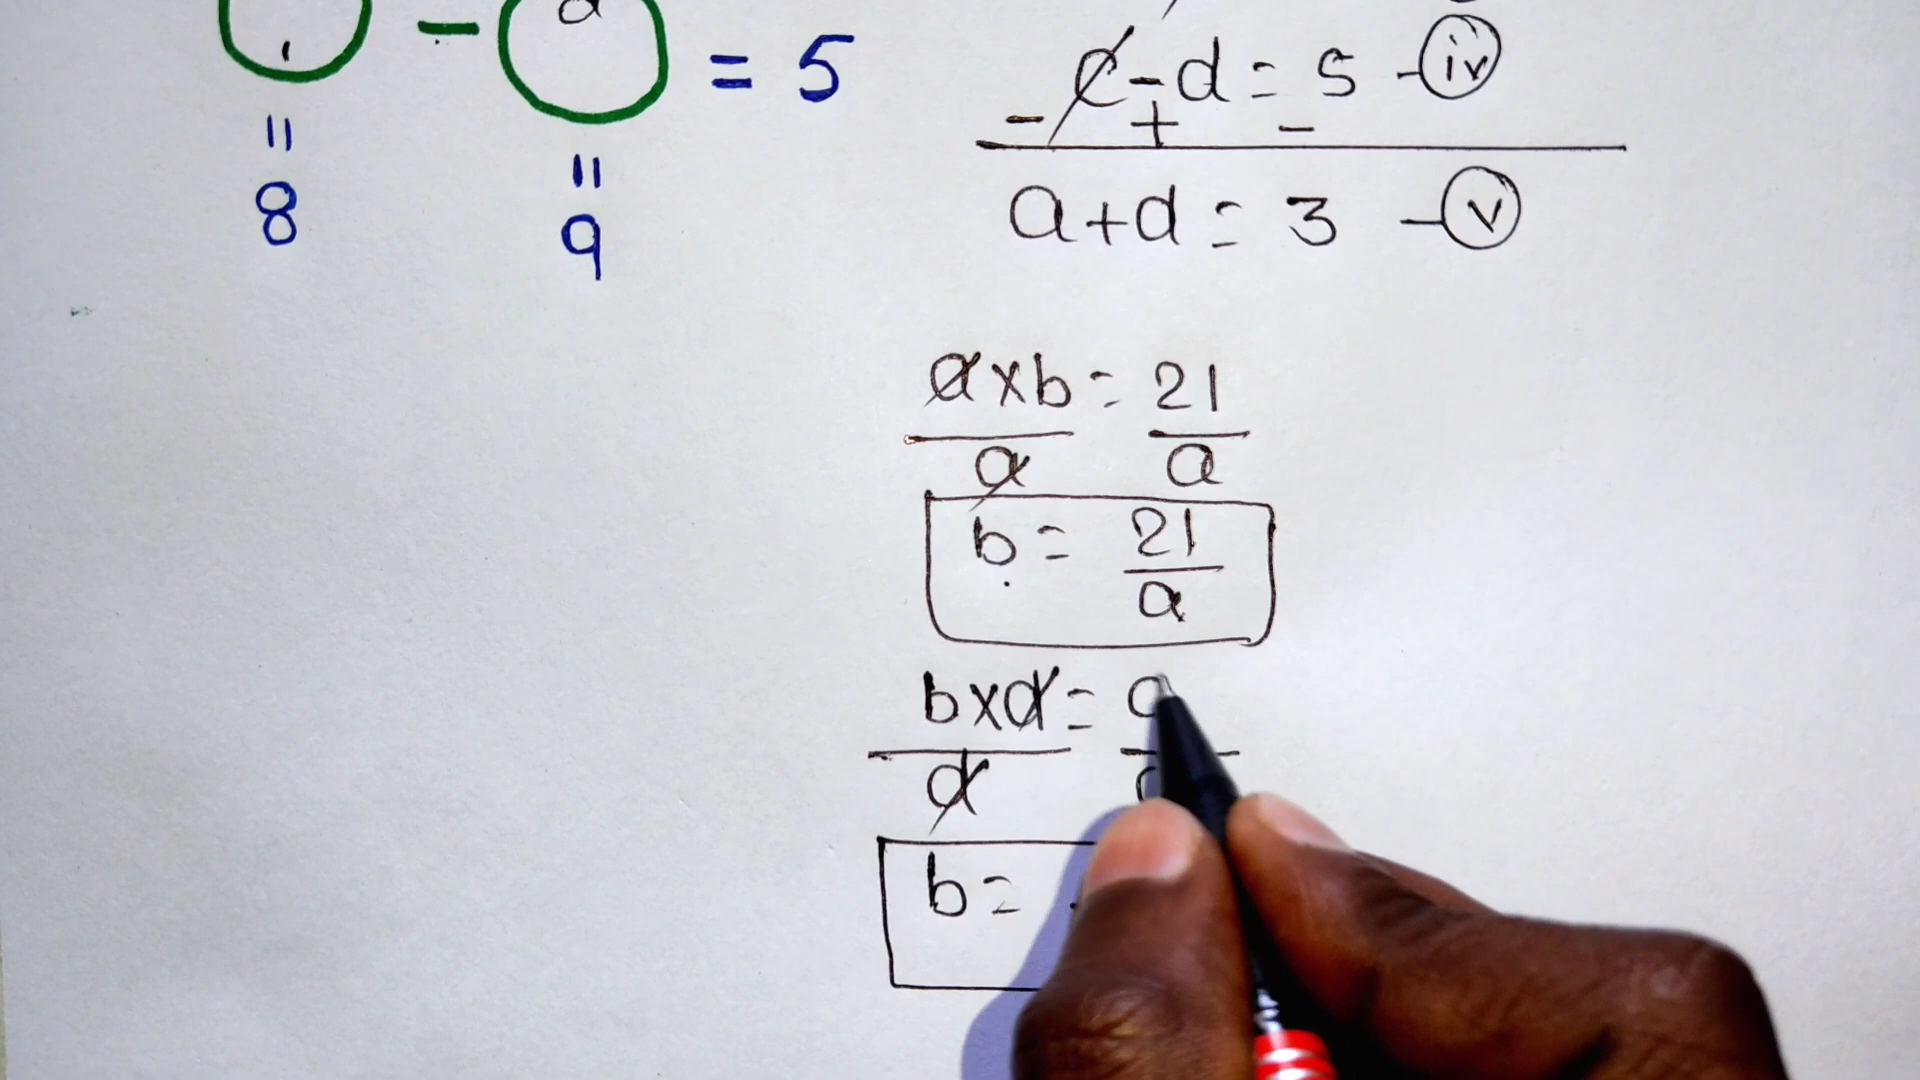 - = 5
=
8
=
9
c - d = 5 - iv
- + -
a + d = 3 - v
a x b = 21
a a
b = 21
a
b x d =
d
b =